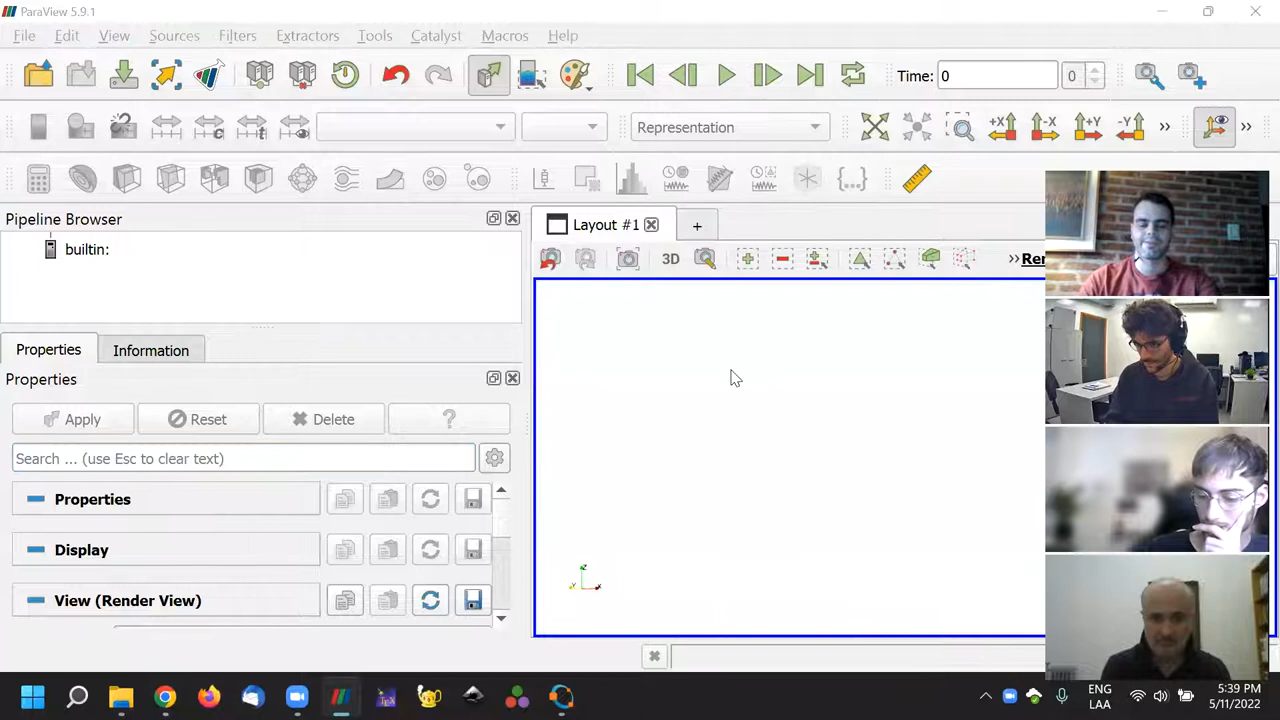 ParaView 5.9.1
File Edit View Sources Filters Extractors Tools Catalyst Macros Help
Time: 0 0
Representation +X -X +Y -Y
Pipeline Browser
Layout #1
builtin:
3D Ren
Properties Information
Properties
Apply Reset Delete ?
Search ... (use Esc to clear text)
Properties
Display
View (Render View)
Z
Y X
ENG
LAA
5:39 PM
5/11/2022